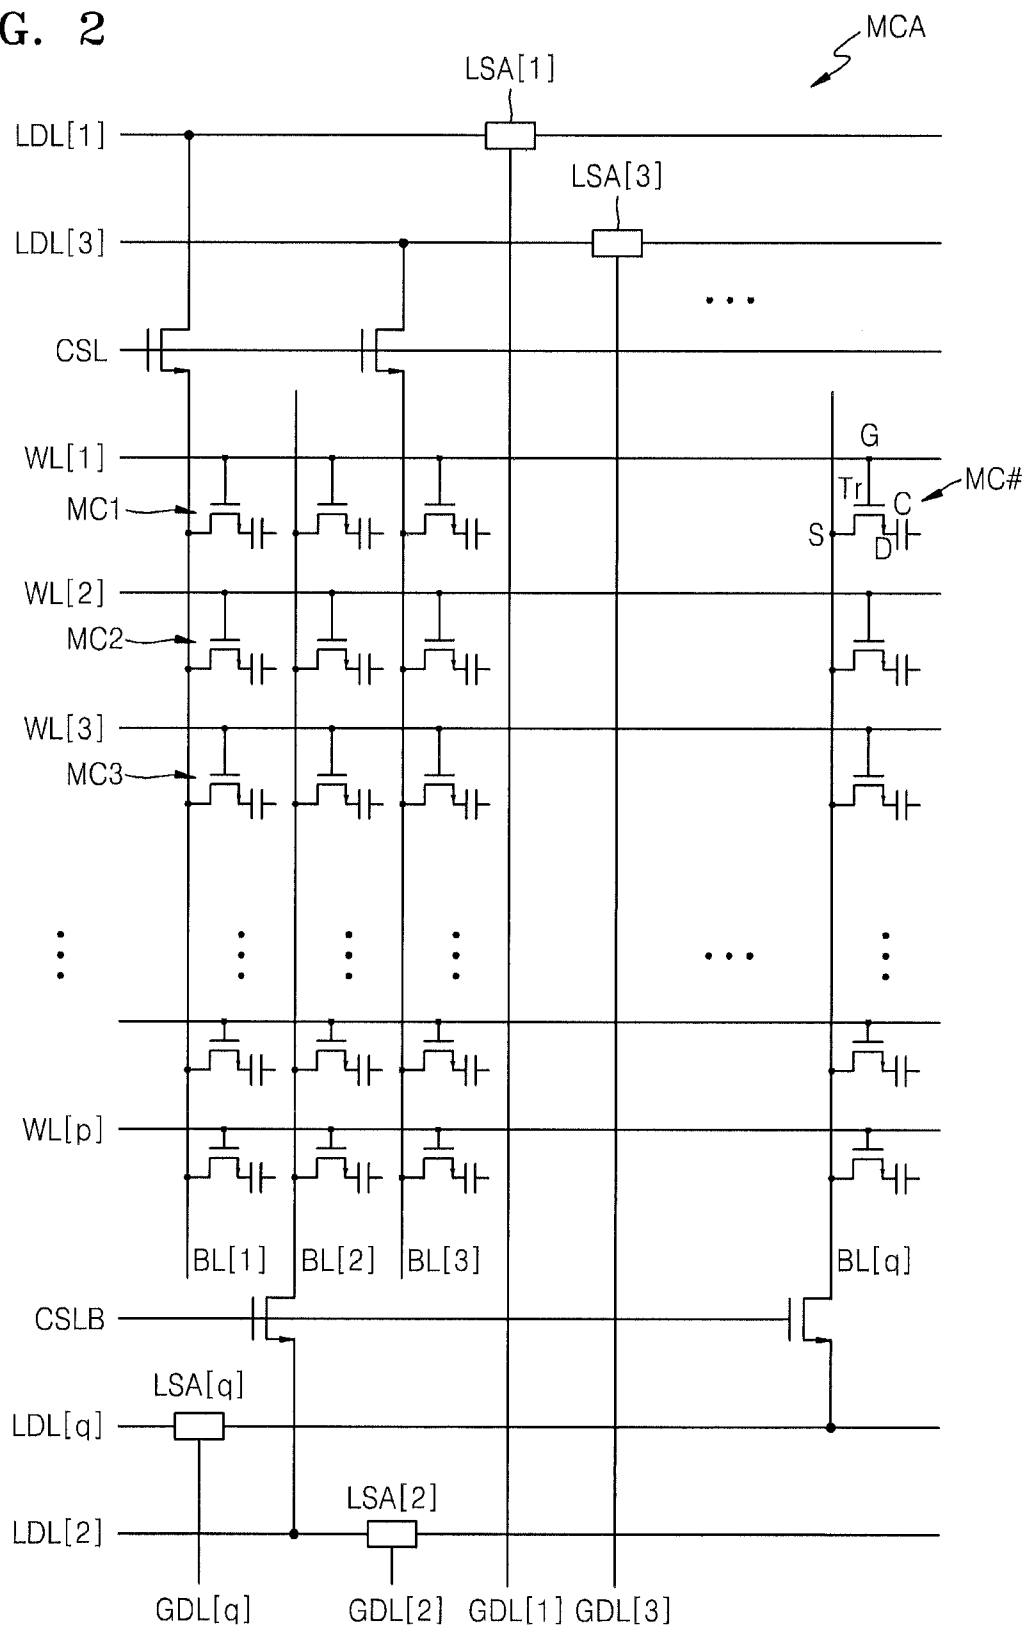 G. 2
MCA
LSA[1]
LDL[1]
LSA[3]
LDL[3]
CSL
WL[1]
G
MC1
Tr
C
MC#
S
D
WL[2]
MC2
WL[3]
MC3
WL[p]
BL[1] BL[2] BL[3] BL[q]
CSLB
LSA[q]
LDL[q]
LSA[2]
LDL[2]
GDL[q] GDL[2] GDL[1] GDL[3]